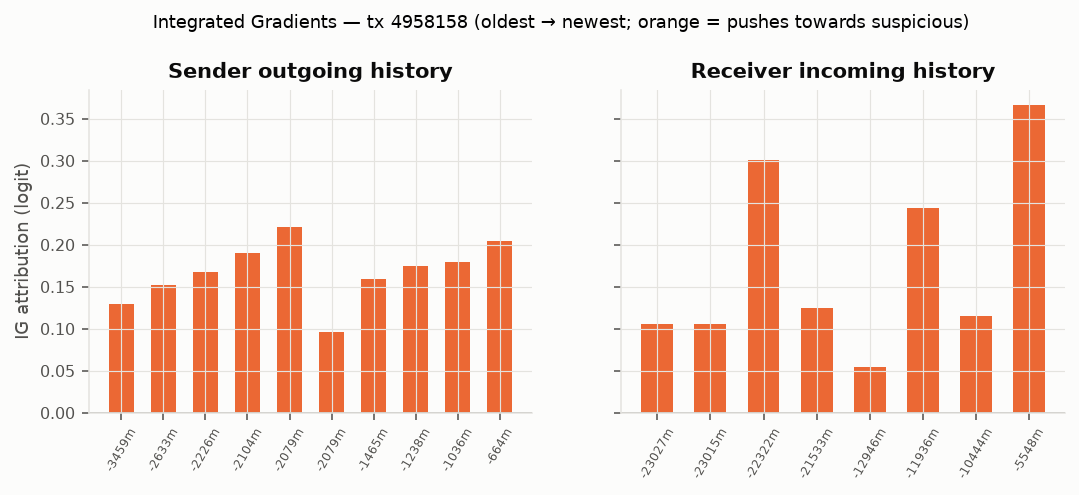 Integrated Gradients — tx 4958158 (oldest → newest; orange = pushes towards suspicious)
Sender outgoing history
Receiver incoming history
IG attribution (logit)
0.35
0.30
0.25
0.20
0.15
0.10
0.05
0.00
-3459m
-2633m
-2226m
-2104m
-2079m
-2079m
-1465m
-1238m
-1036m
-664m
-23027m
-23015m
-22322m
-21533m
-12946m
-11936m
-10444m
-5548m